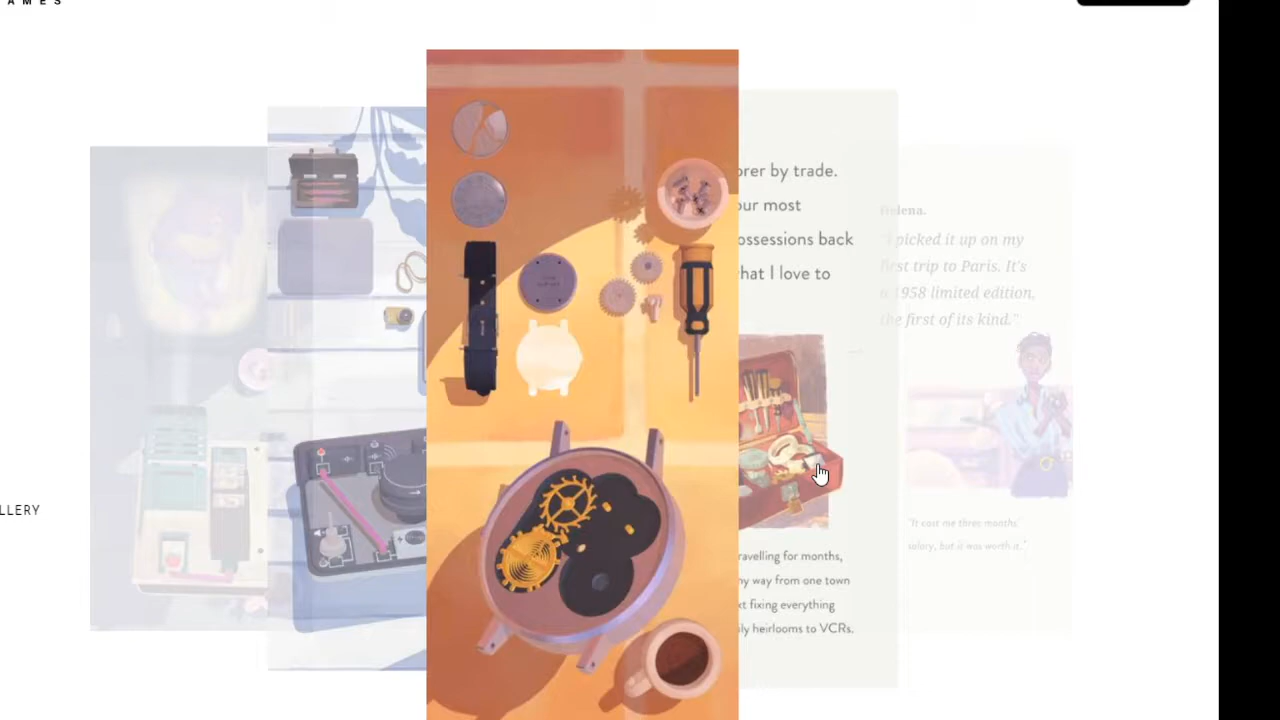 AMES
LLERY
orer by trade.
our most
ossessions back
hat I love to
ravelling for months,
ny way from one town
xt fixing everything
ly heirlooms to VCRs.
Helena.
"I picked it up on my
first trip to Paris. It's
a 1958 limited edition,
the first of its kind."
"It cost me three months'
salary, but it was worth it."